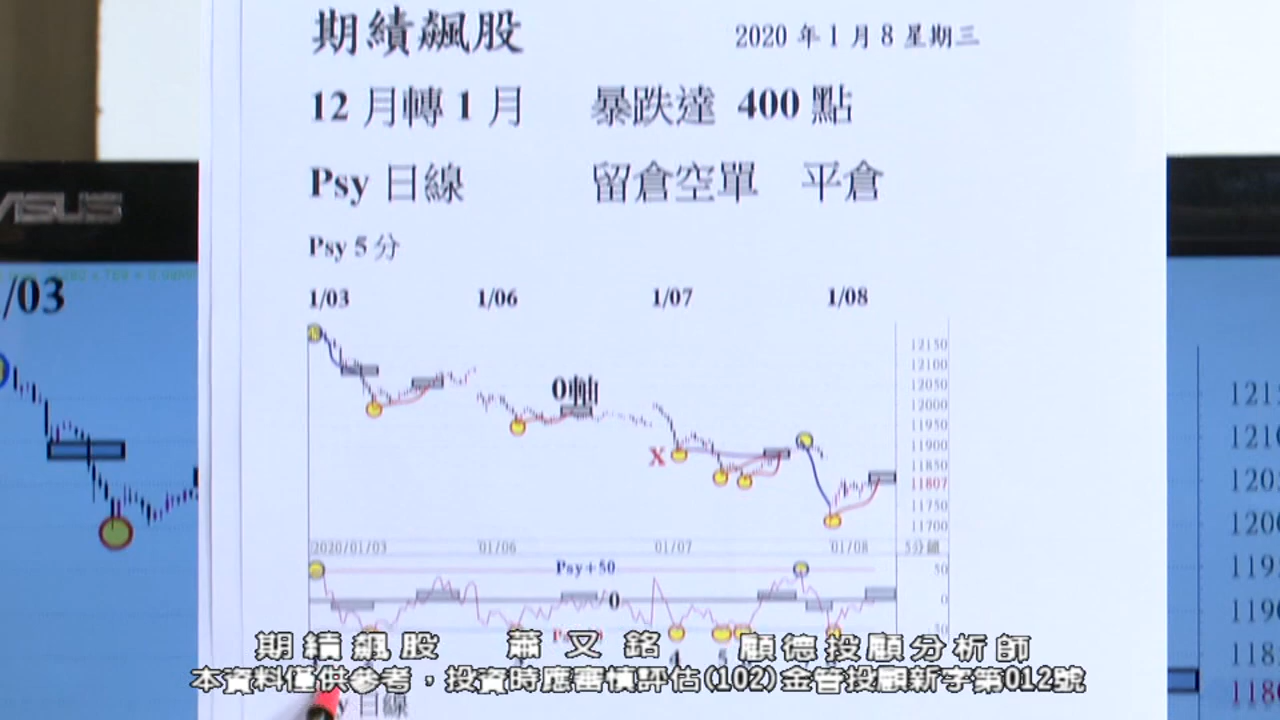 期績飆股 2020 年 1 月 8 星期三
12 月轉 1 月 暴跌達 400 點
Psy 日線 留倉空單 平倉
Psy 5 分
1/03 1/06 1/07 1/08
ASUS
/03
0軸
X
12150
12100
12050
12000
11950
11900
11850
11807
11750
11700
2020/01/03 01/06 01/07 01/08 5分鐘
Psy+50 50
0 0
期績飆股 蕭又銘 顧德投顧分析師
本資料僅供參考，投資時應審慎評估(102)金管投顧新字第012號
日線